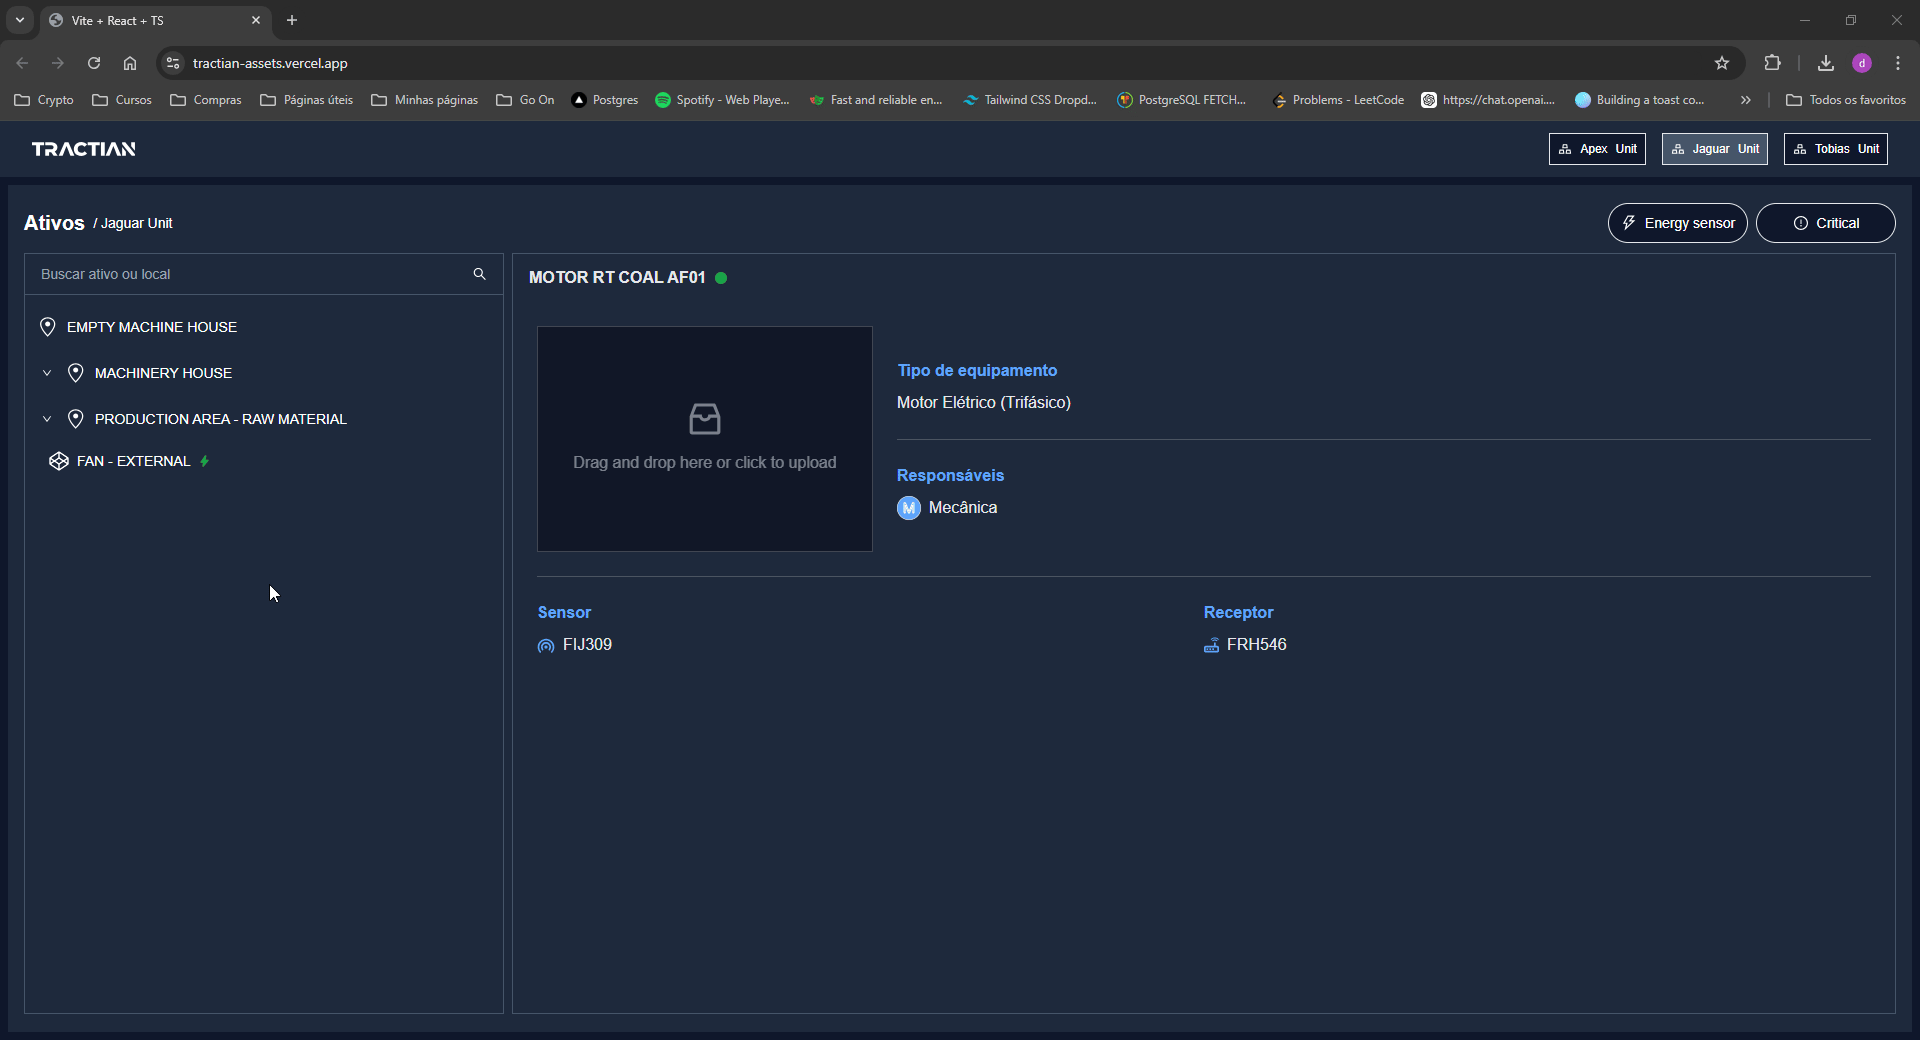 Vite + React + TS
tractian-assets.vercel.app
d
Crypto Cursos Compras Páginas úteis Minhas páginas Go On Postgres Spotify - Web Playe... Fast and reliable en... Tailwind CSS Dropd... PostgreSQL FETCH... Problems - LeetCode https://chat.openai.... Building a toast co... » Todos os favoritos
TRACTIAN
Apex Unit
Jaguar Unit
Tobias Unit
Ativos / Jaguar Unit
Energy sensor
Critical
Buscar ativo ou local
EMPTY MACHINE HOUSE
MACHINERY HOUSE
PRODUCTION AREA - RAW MATERIAL
FAN - EXTERNAL
MOTOR RT COAL AF01
Drag and drop here or click to upload
Tipo de equipamento
Motor Elétrico (Trifásico)
Responsáveis
M Mecânica
Sensor
FIJ309
Receptor
FRH546